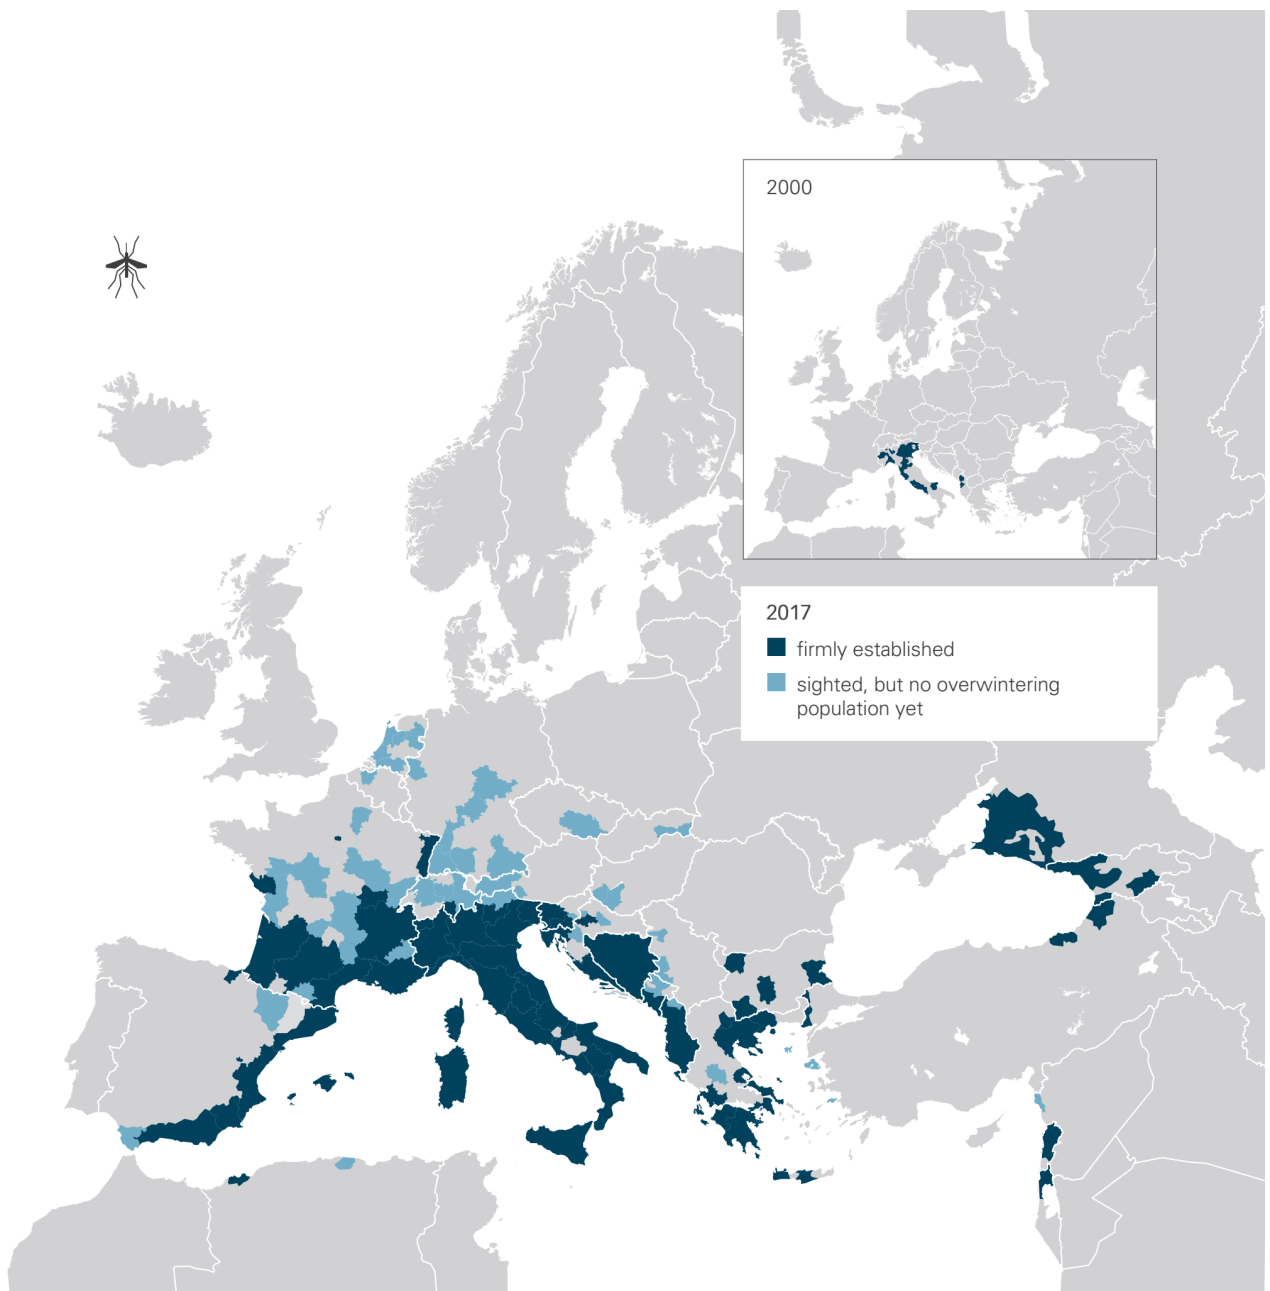 2000
2017
firmly established
sighted, but no overwintering
population yet